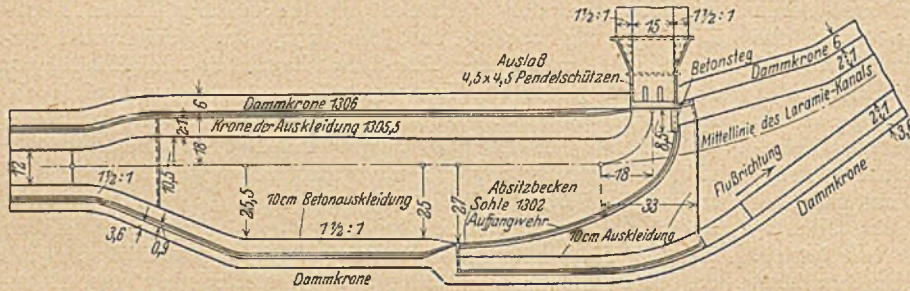 1½:1
15
1½:1
Auslaß
4,5 x 4,5 Pendelschützen
Betonsteg
Dammkrone 6
2:1
Mittellinie des Laramie-Kanals
2:1
3,6
Dammkrone 1306
6
2:1
Krone der Auskleidung 1305,5
18
10,5
12
1½:1
8,5
18
33
Flußrichtung
Dammkrone
25,5
10cm Betonauskleidung
25
27
Absitzbecken
Sohle 1302
Auffangwehr
10cm Auskleidung
3,6
1
0,9
1½:1
Dammkrone